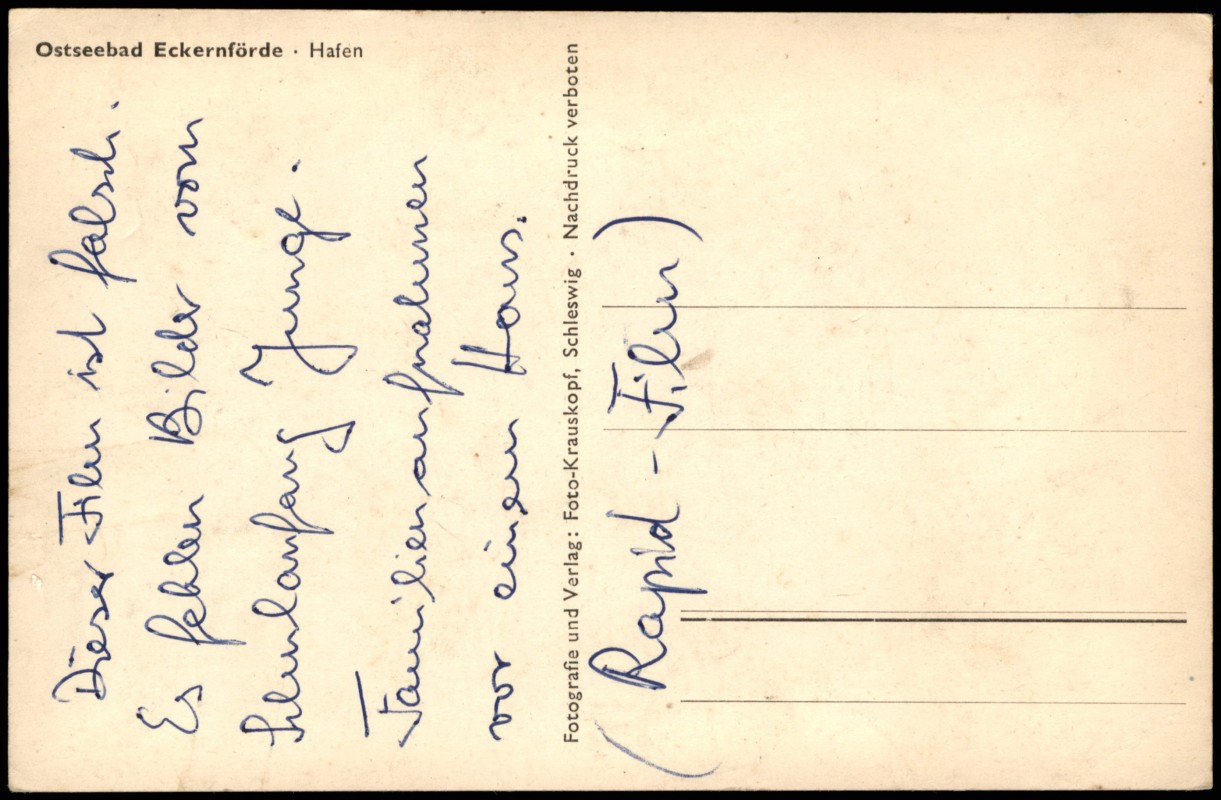 Ostseebad Eckernförde · Hafen
Dieser Film ist falsch.
Es fehlen Bilder vom
Schulanfang Junge.
Familienaufnahmen
vor einem Haus.
Fotografie und Verlag: Foto-Krauskopf, Schleswig · Nachdruck verboten
(Rapid-Film)